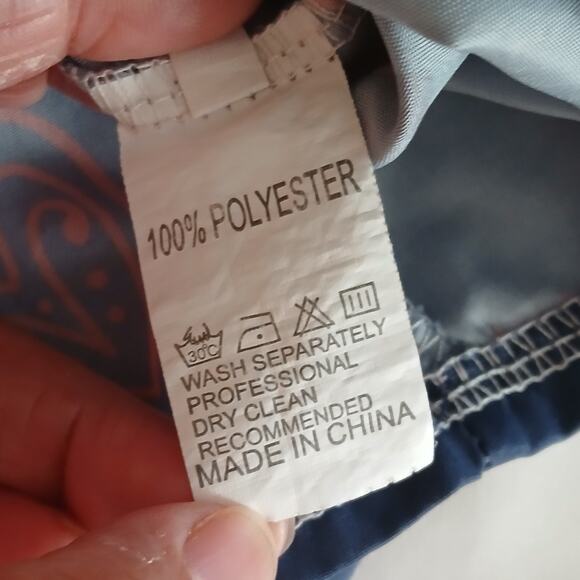 100% POLYESTER
30°C
WASH SEPARATELY
PROFESSIONAL
DRY CLEAN
RECOMMENDED
MADE IN CHINA